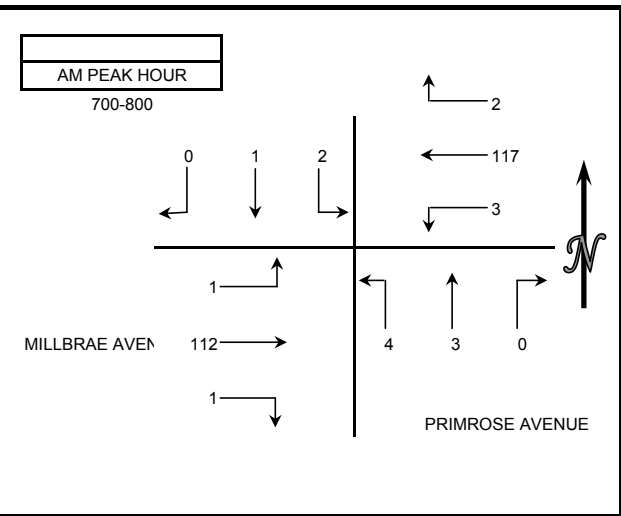 AM PEAK HOUR
700-800
2
0 1 2
117
3
N
1
MILLBRAE AVEN 112
4 3 0
1
PRIMROSE AVENUE